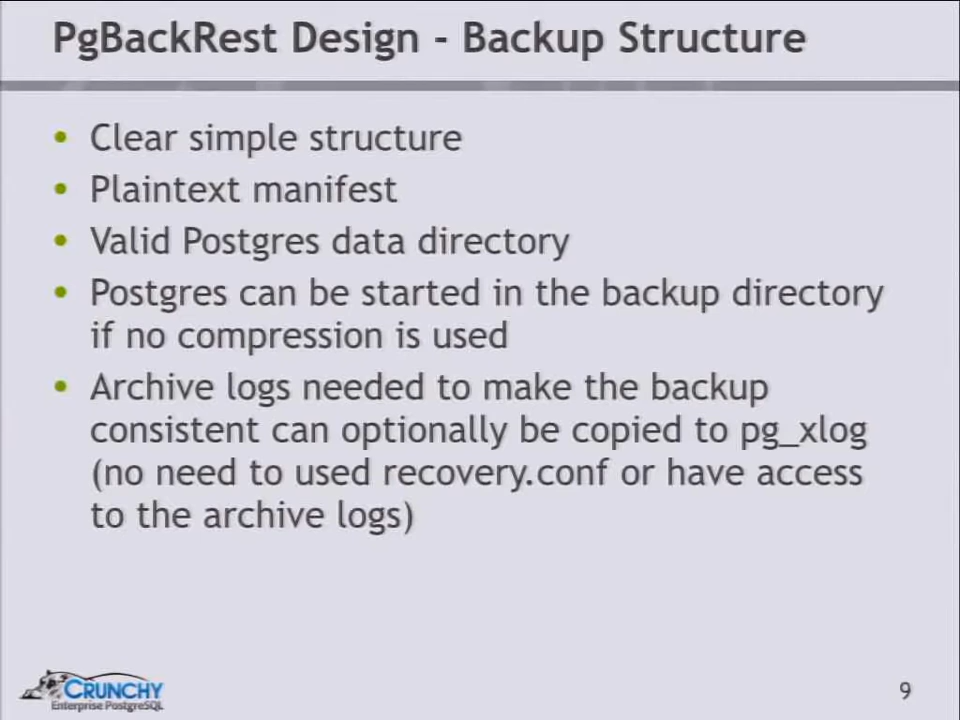 PgBackRest Design - Backup Structure
• Clear simple structure
• Plaintext manifest
• Valid Postgres data directory
• Postgres can be started in the backup directory
if no compression is used
• Archive logs needed to make the backup
consistent can optionally be copied to pg_xlog
(no need to used recovery.conf or have access
to the archive logs)
CRUNCHY
Enterprise PostgreSQL
9